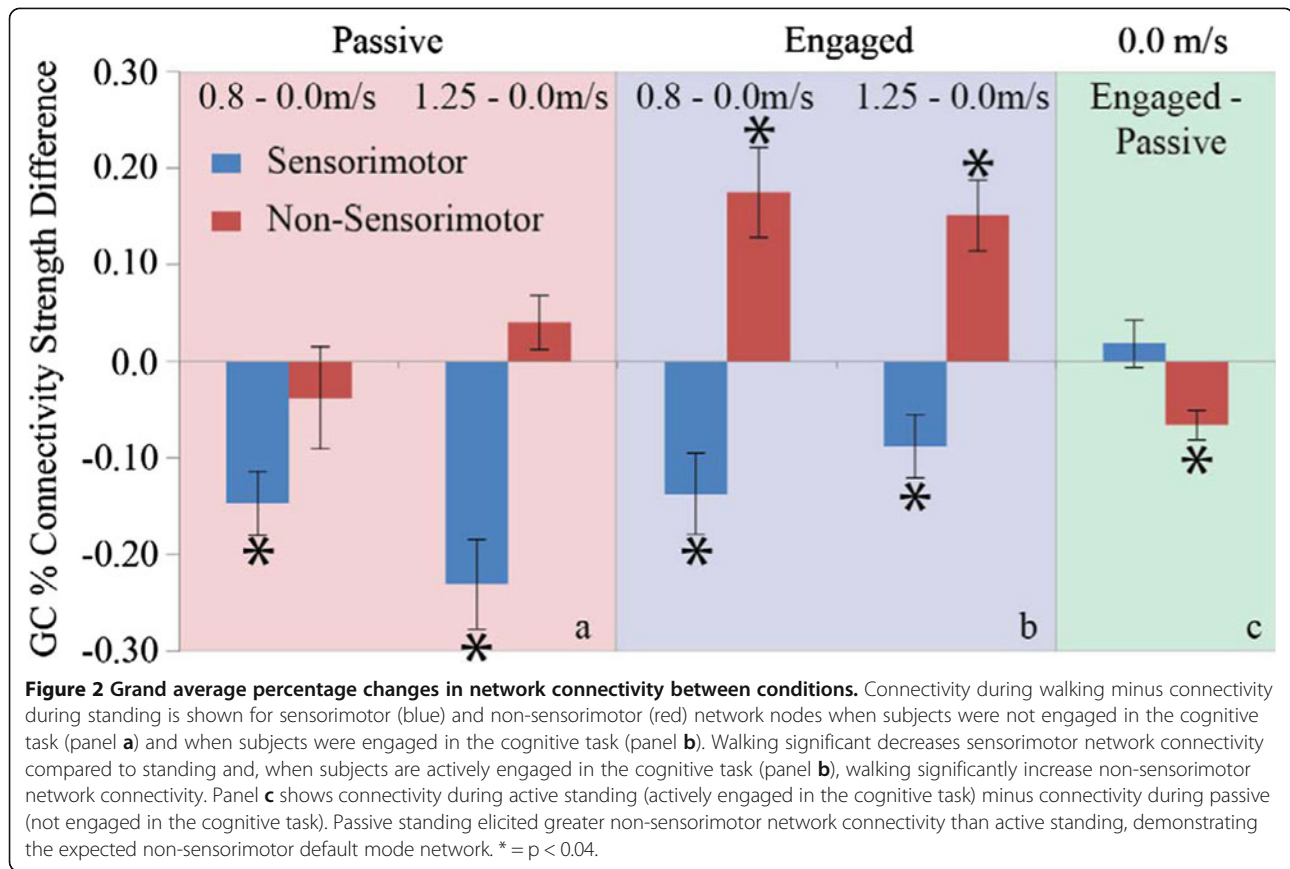 Passive Engaged 0.0 m/s
0.30
0.8 - 0.0m/s 1.25 - 0.0m/s 0.8 - 0.0m/s 1.25 - 0.0m/s Engaged -
Passive
* *
Sensorimotor
0.20
Non-Sensorimotor
0.10
0.0
-0.10
* * * *
-0.20
-0.30
* a b c
GC % Connectivity Strength Difference
Figure 2 Grand average percentage changes in network connectivity between conditions. Connectivity during walking minus connectivity
during standing is shown for sensorimotor (blue) and non-sensorimotor (red) network nodes when subjects were not engaged in the cognitive
task (panel a) and when subjects were engaged in the cognitive task (panel b). Walking significant decreases sensorimotor network connectivity
compared to standing and, when subjects are actively engaged in the cognitive task (panel b), walking significantly increase non-sensorimotor
network connectivity. Panel c shows connectivity during active standing (actively engaged in the cognitive task) minus connectivity during passive
(not engaged in the cognitive task). Passive standing elicited greater non-sensorimotor network connectivity than active standing, demonstrating
the expected non-sensorimotor default mode network. * = p < 0.04.